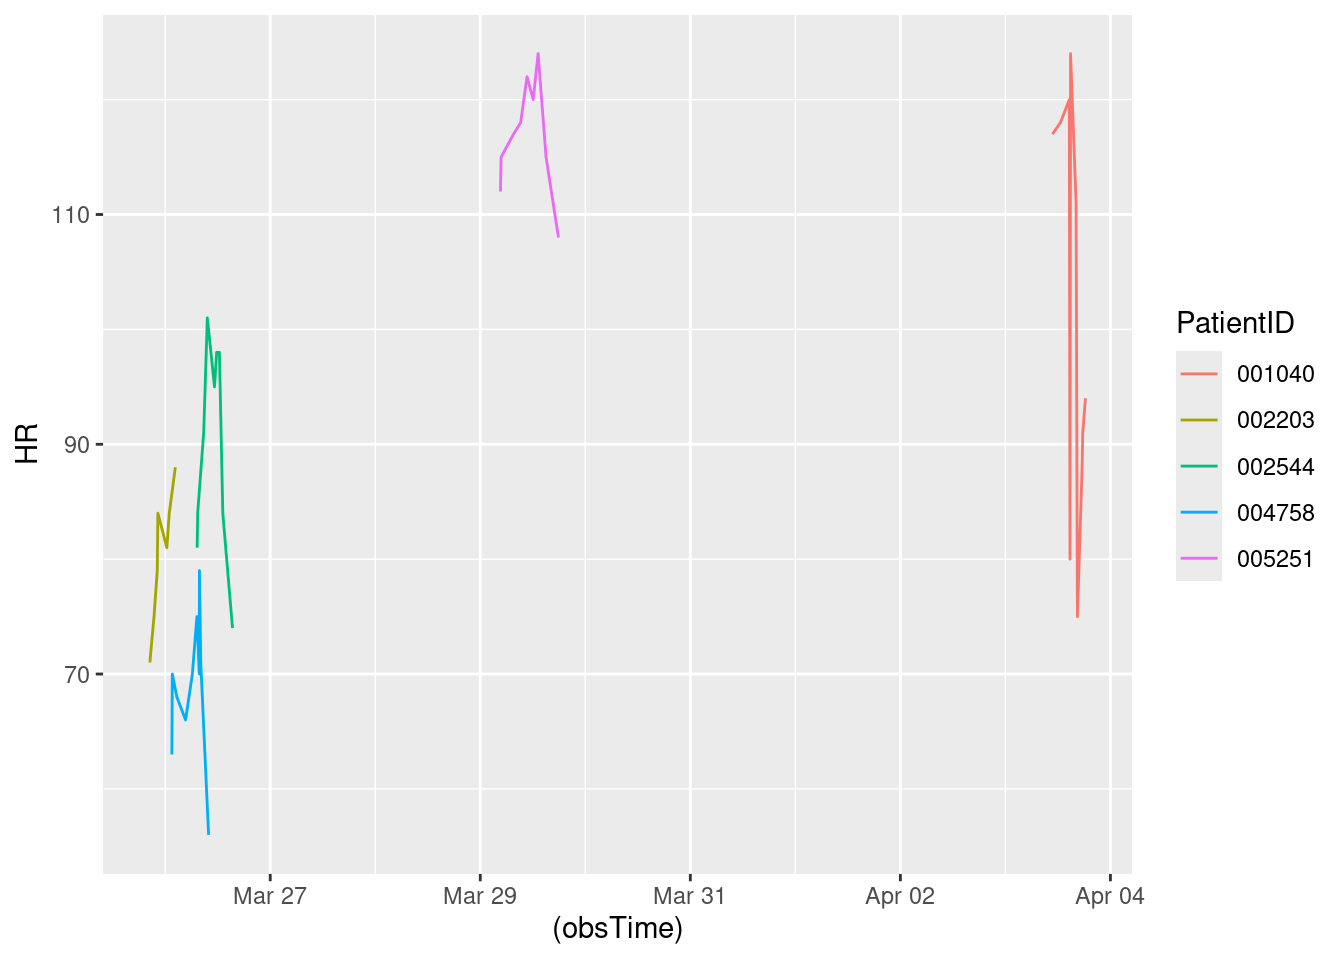 110
90
70
HR
Mar 27
Mar 29
Mar 31
Apr 02
Apr 04
(obsTime)
PatientID
001040
002203
002544
004758
005251